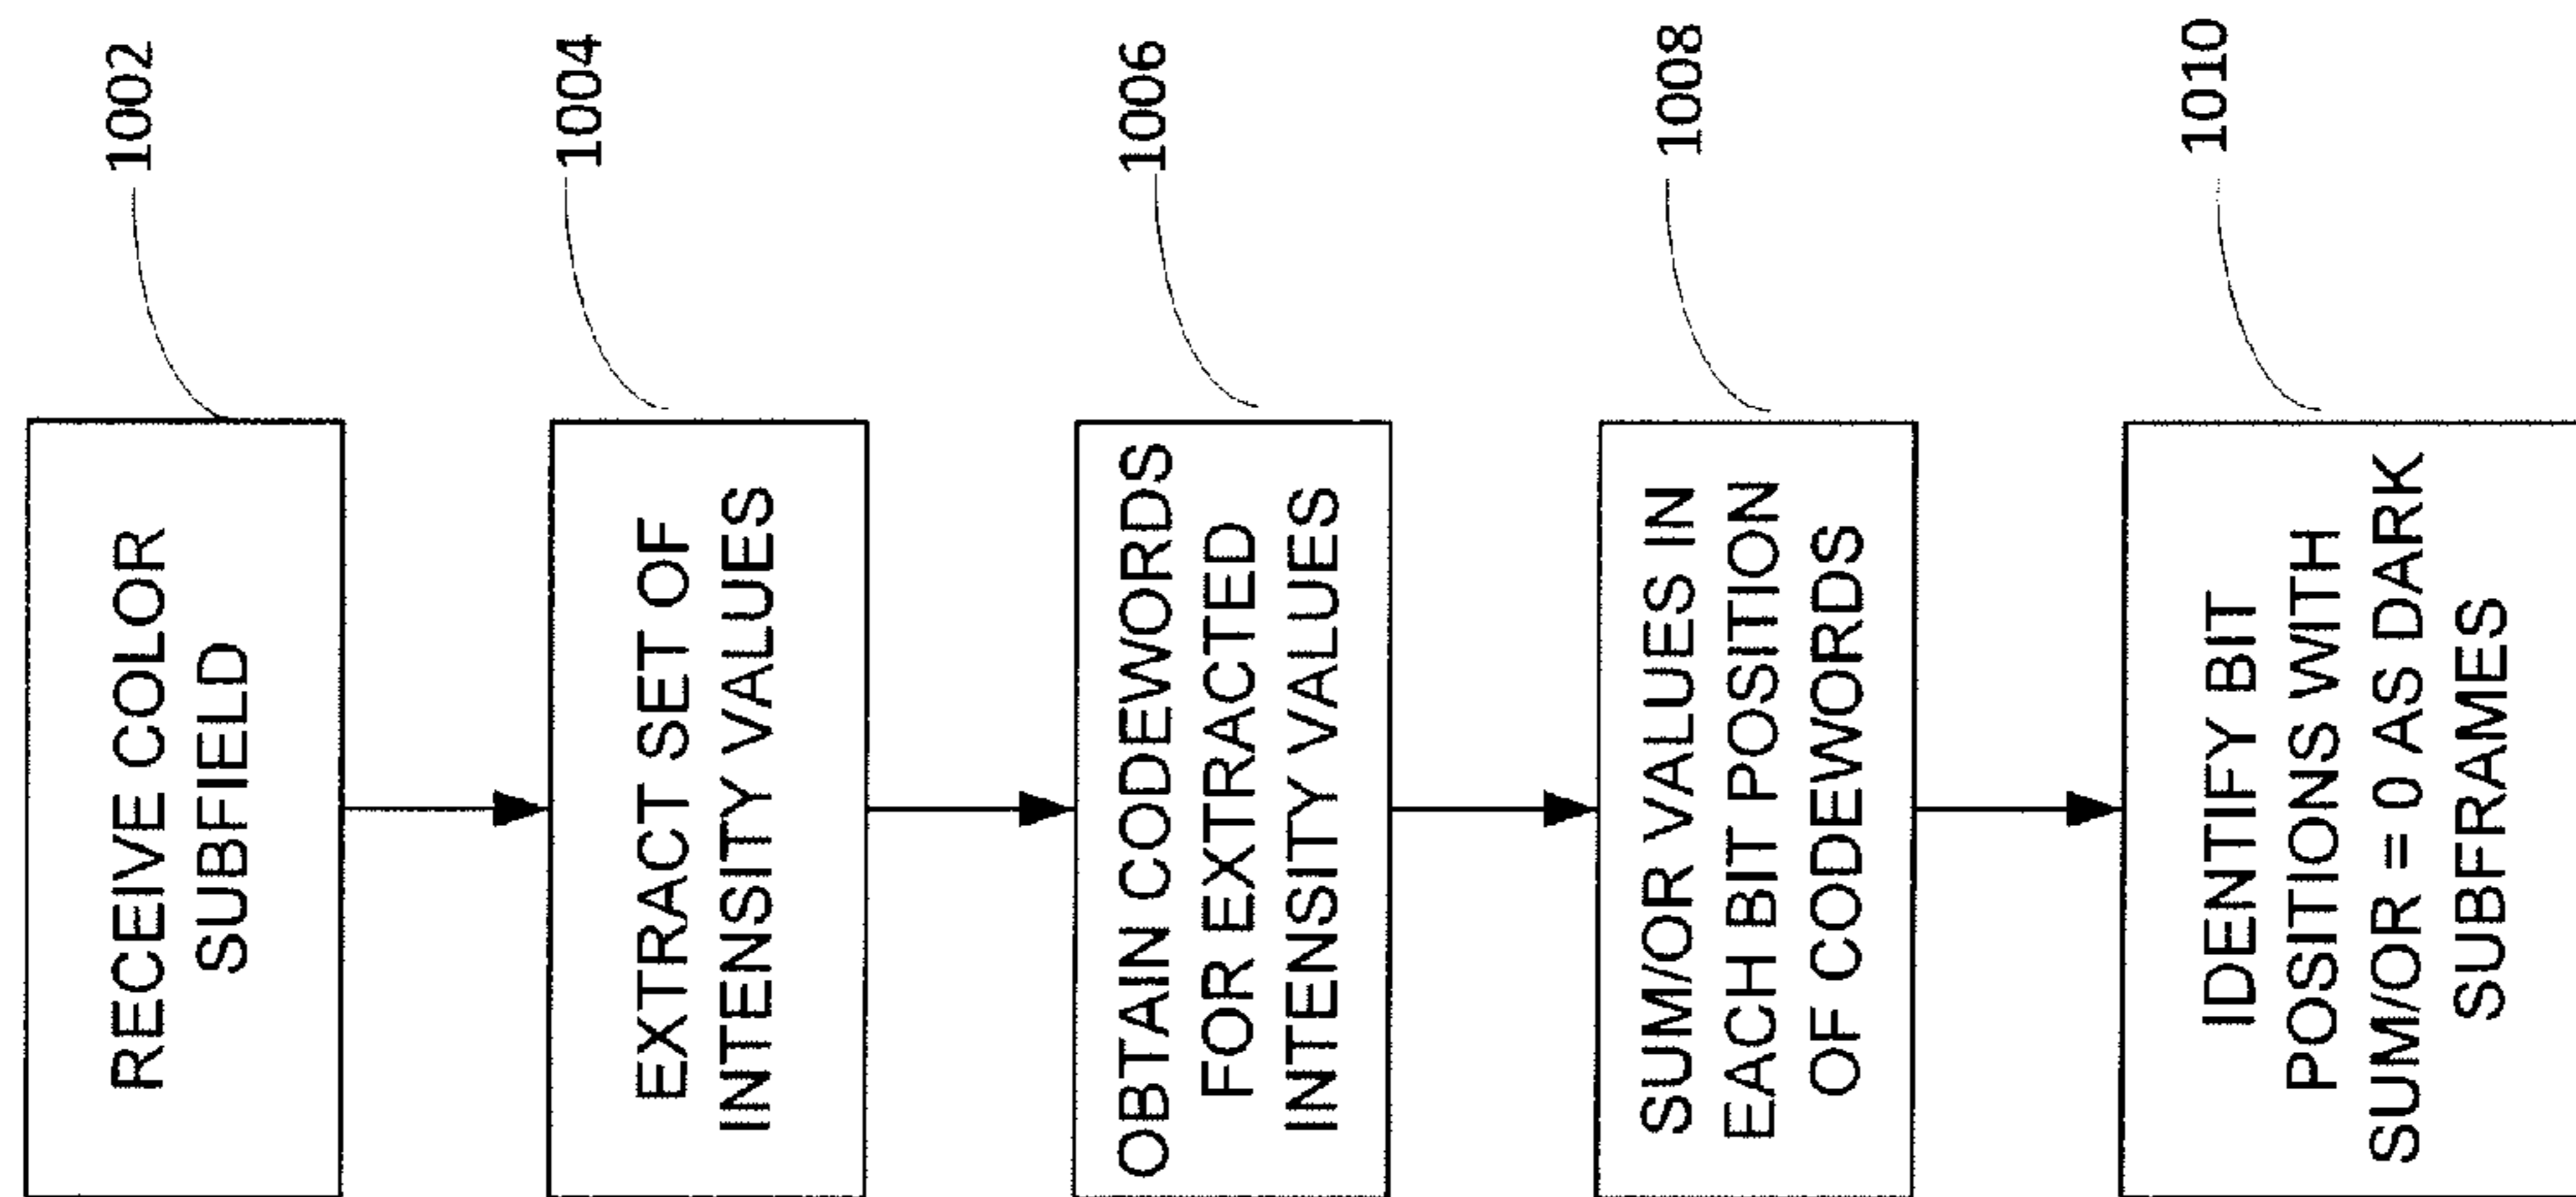 RECEIVE COLOR
SUBFIELD
1002
EXTRACT SET OF
INTENSITY VALUES
1004
OBTAIN CODEWORDS
FOR EXTRACTED
INTENSITY VALUES
1006
SUM/OR VALUES IN
EACH BIT POSITION
OF CODEWORDS
1008
IDENTIFY BIT
POSITIONS WITH
SUM/OR = 0 AS DARK
SUBFRAMES
1010